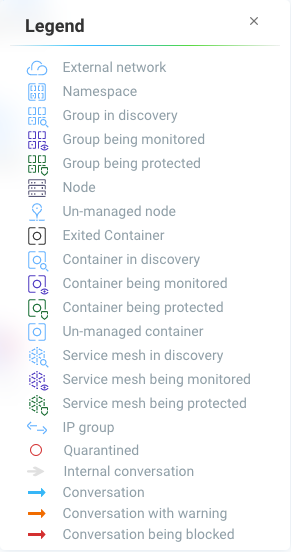 Legend
External network
Namespace
Group in discovery
Group being monitored
Group being protected
Node
Un-managed node
Exited Container
Container in discovery
Container being monitored
Container being protected
Un-managed container
Service mesh in discovery
Service mesh being monitored
Service mesh being protected
IP group
Quarantined
Internal conversation
Conversation
Conversation with warning
Conversation being blocked